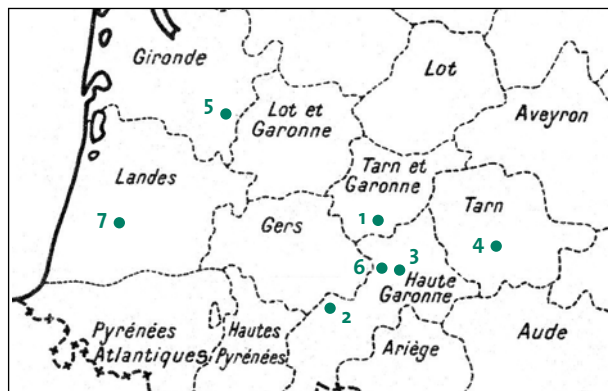 Gironde
Lot
5
Lot et
Garonne
Aveyron
Landes
Tarn et
Garonne
Tarn
7
Gers
1
4
6
3
Haute
Garonne
2
Pyrénées
Atlantiques
Hautes
Pyrénées
Ariège
Aude